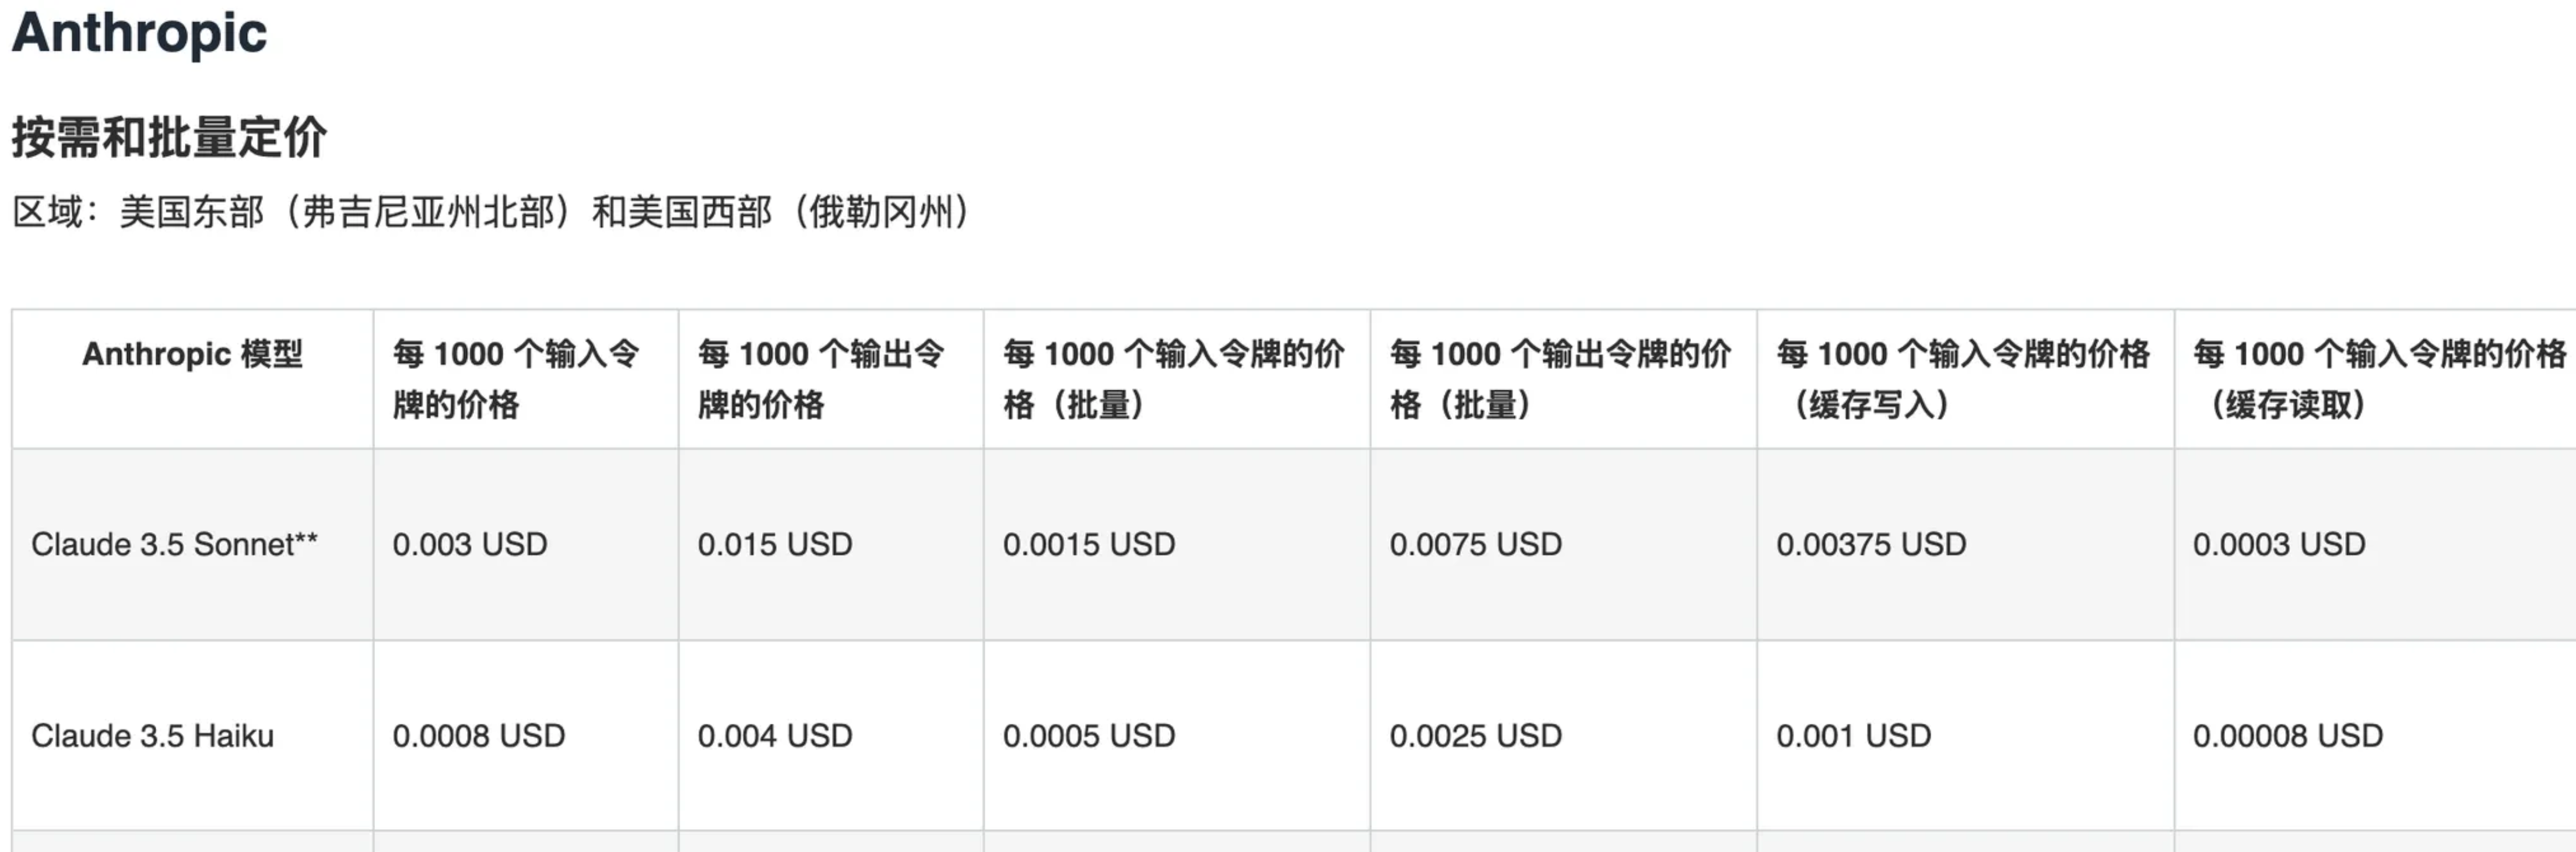 Anthropic
按需和批量定价
区域：美国东部（弗吉尼亚州北部）和美国西部（俄勒冈州）
Anthropic 模型
每 1000 个输入令
牌的价格
每 1000 个输出令
牌的价格
每 1000 个输入令牌的价
格（批量）
每 1000 个输出令牌的价
格（批量）
每 1000 个输入令牌的价格
（缓存写入）
每 1000 个输入令牌的价格
（缓存读取）
Claude 3.5 Sonnet**
0.003 USD
0.015 USD
0.0015 USD
0.0075 USD
0.00375 USD
0.0003 USD
Claude 3.5 Haiku
0.0008 USD
0.004 USD
0.0005 USD
0.0025 USD
0.001 USD
0.00008 USD